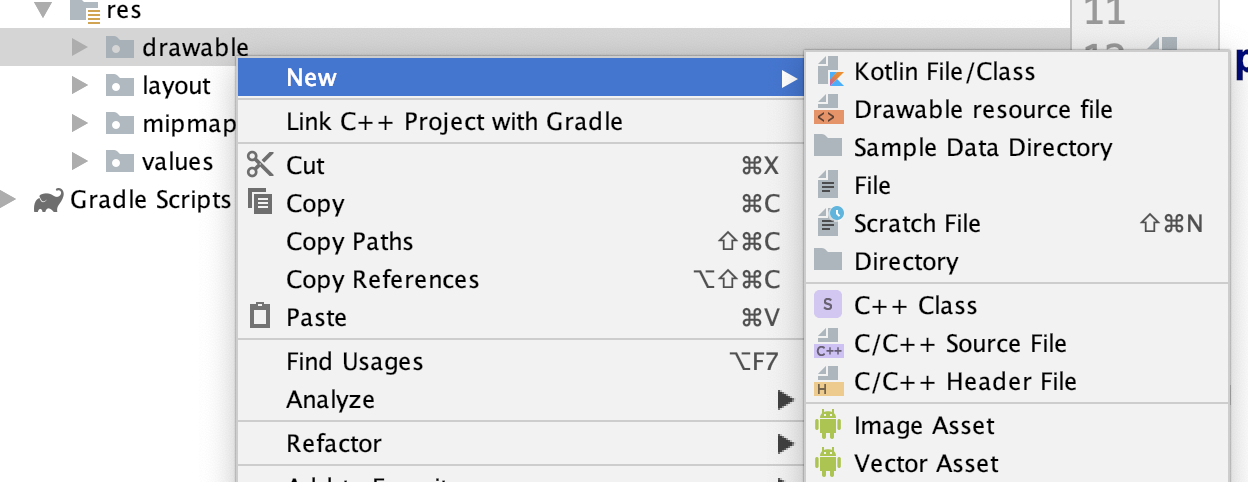 res
11
drawable
layout
mipmap
values
Gradle Scripts
New
Link C++ Project with Gradle
Cut ⌘X
Copy ⌘C
Copy Paths ⇧⌘C
Copy References ⌥⇧⌘C
Paste ⌘V
Find Usages ⌥F7
Analyze
Refactor
Kotlin File/Class
<> Drawable resource file
Sample Data Directory
File
Scratch File ⇧⌘N
Directory
S C++ Class
C++ C/C++ Source File
H C/C++ Header File
Image Asset
Vector Asset